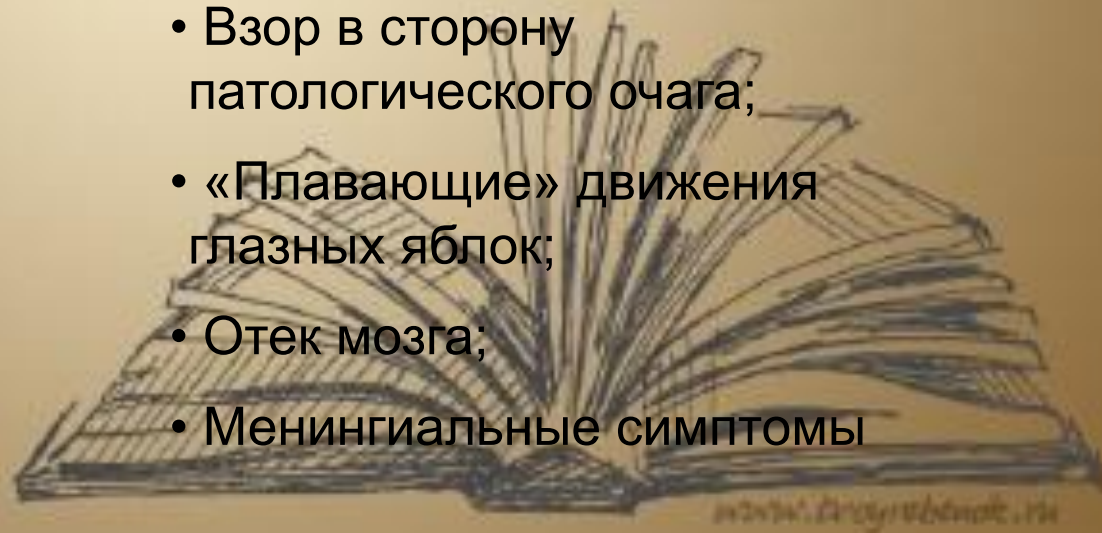 • Взор в сторону
патологического очага;
• «Плавающие» движения
глазных яблок;
• Отек мозга;
• Менингиальные симптомы